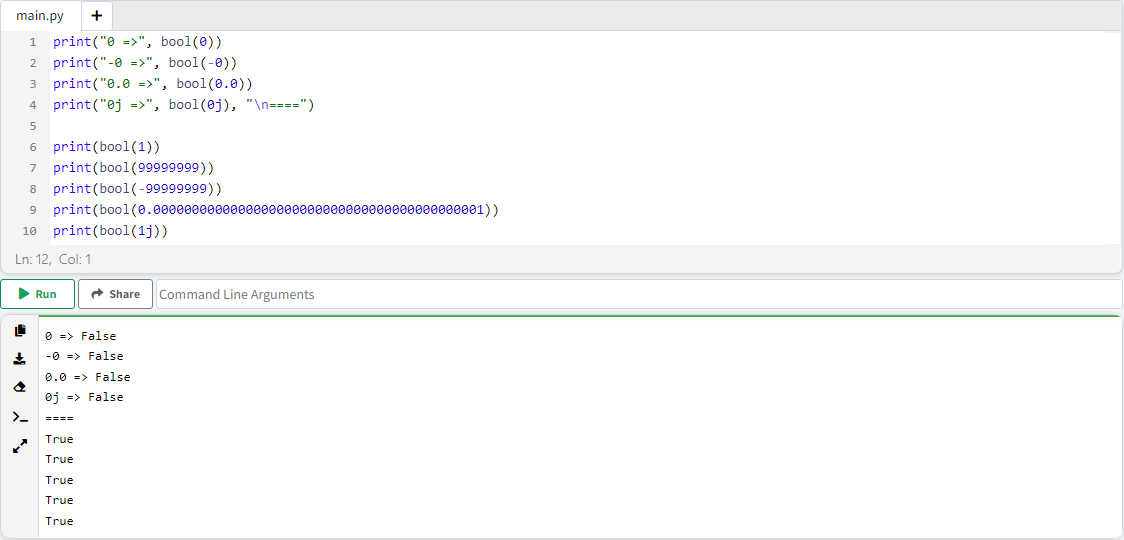 main.py +
1 print("0 =>", bool(0))
2 print("-0 =>", bool(-0))
3 print("0.0 =>", bool(0.0))
4 print("0j =>", bool(0j), "\n====")
5
6 print(bool(1))
7 print(bool(99999999))
8 print(bool(-99999999))
9 print(bool(0.0000000000000000000000000000000000000000001))
10 print(bool(1j))
Ln: 12, Col: 1
Run Share Command Line Arguments
0 => False
-0 => False
0.0 => False
0j => False
====
True
True
True
True
True